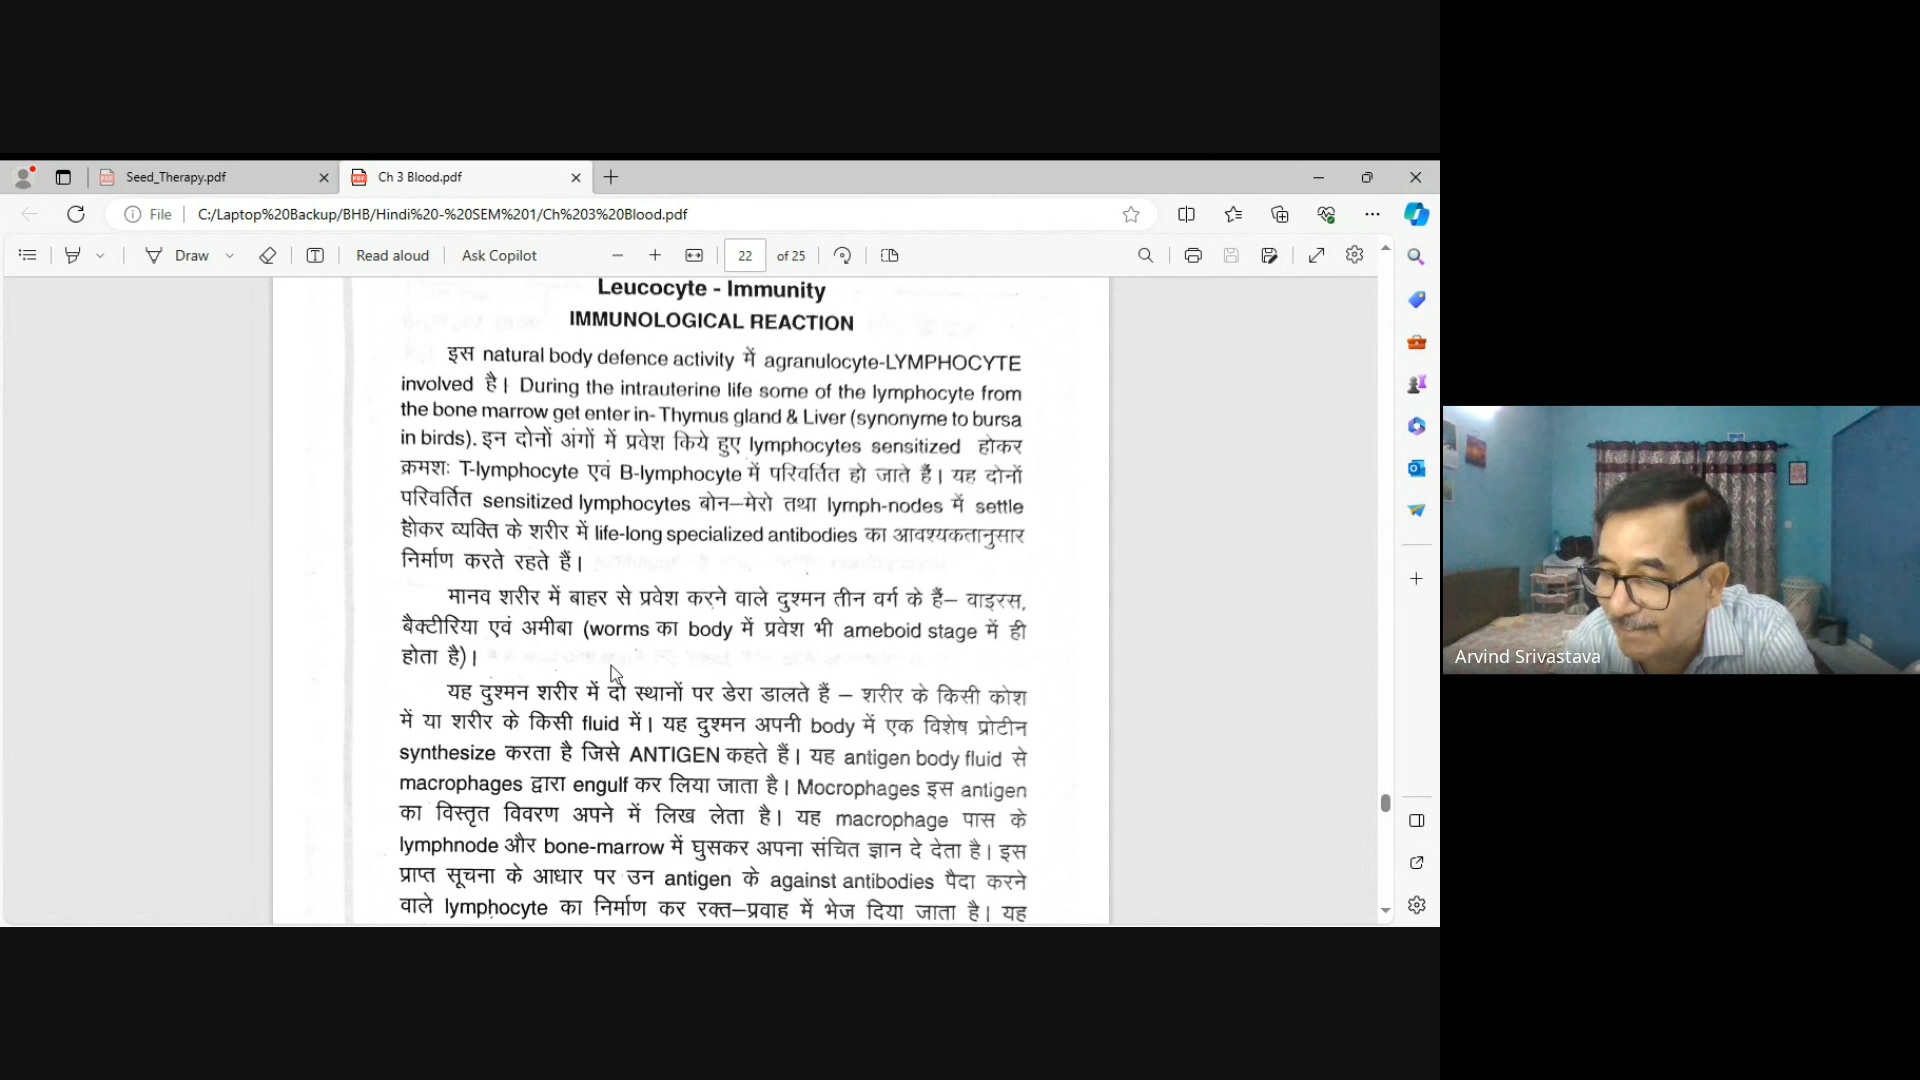 Seed_Therapy.pdf
Ch 3 Blood.pdf
File
C:/Laptop%20Backup/BHB/Hindi%20-%20SEM%201/Ch%203%20Blood.pdf
Draw
Read aloud
Ask Copilot
22
of 25
Leucocyte - Immunity
IMMUNOLOGICAL REACTION
इस natural body defence activity में agranulocyte-LYMPHOCYTE
involved है। During the intrauterine life some of the lymphocyte from
the bone marrow get enter in- Thymus gland & Liver (synonyme to bursa
in birds). इन दोनों अंगों में प्रवेश किये हुए lymphocytes sensitized होकर
क्रमशः T-lymphocyte एवं B-lymphocyte में परिवर्तित हो जाते हैं। यह दोनों
परिवर्तित sensitized lymphocytes बोन–मेरो तथा lymph-nodes में settle
होकर व्यक्ति के शरीर में life-long specialized antibodies का आवश्यकतानुसार
निर्माण करते रहते हैं।
मानव शरीर में बाहर से प्रवेश करने वाले दुश्मन तीन वर्ग के हैं– वाइरस,
बैक्टीरिया एवं अमीबा (worms का body में प्रवेश भी ameboid stage में ही
होता है)।
यह दुश्मन शरीर में दो स्थानों पर डेरा डालते हैं – शरीर के किसी कोश
में या शरीर के किसी fluid में। यह दुश्मन अपनी body में एक विशेष प्रोटीन
synthesize करता है जिसे ANTIGEN कहते हैं। यह antigen body fluid से
macrophages द्वारा engulf कर लिया जाता है। Mocrophages इस antigen
का विस्तृत विवरण अपने में लिख लेता है। यह macrophage पास के
lymphnode और bone-marrow में घुसकर अपना संचित ज्ञान दे देता है। इस
प्राप्त सूचना के आधार पर उन antigen के against antibodies पैदा करने
वाले lymphocyte का निर्माण कर रक्त–प्रवाह में भेज दिया जाता है। यह
Arvind Srivastava